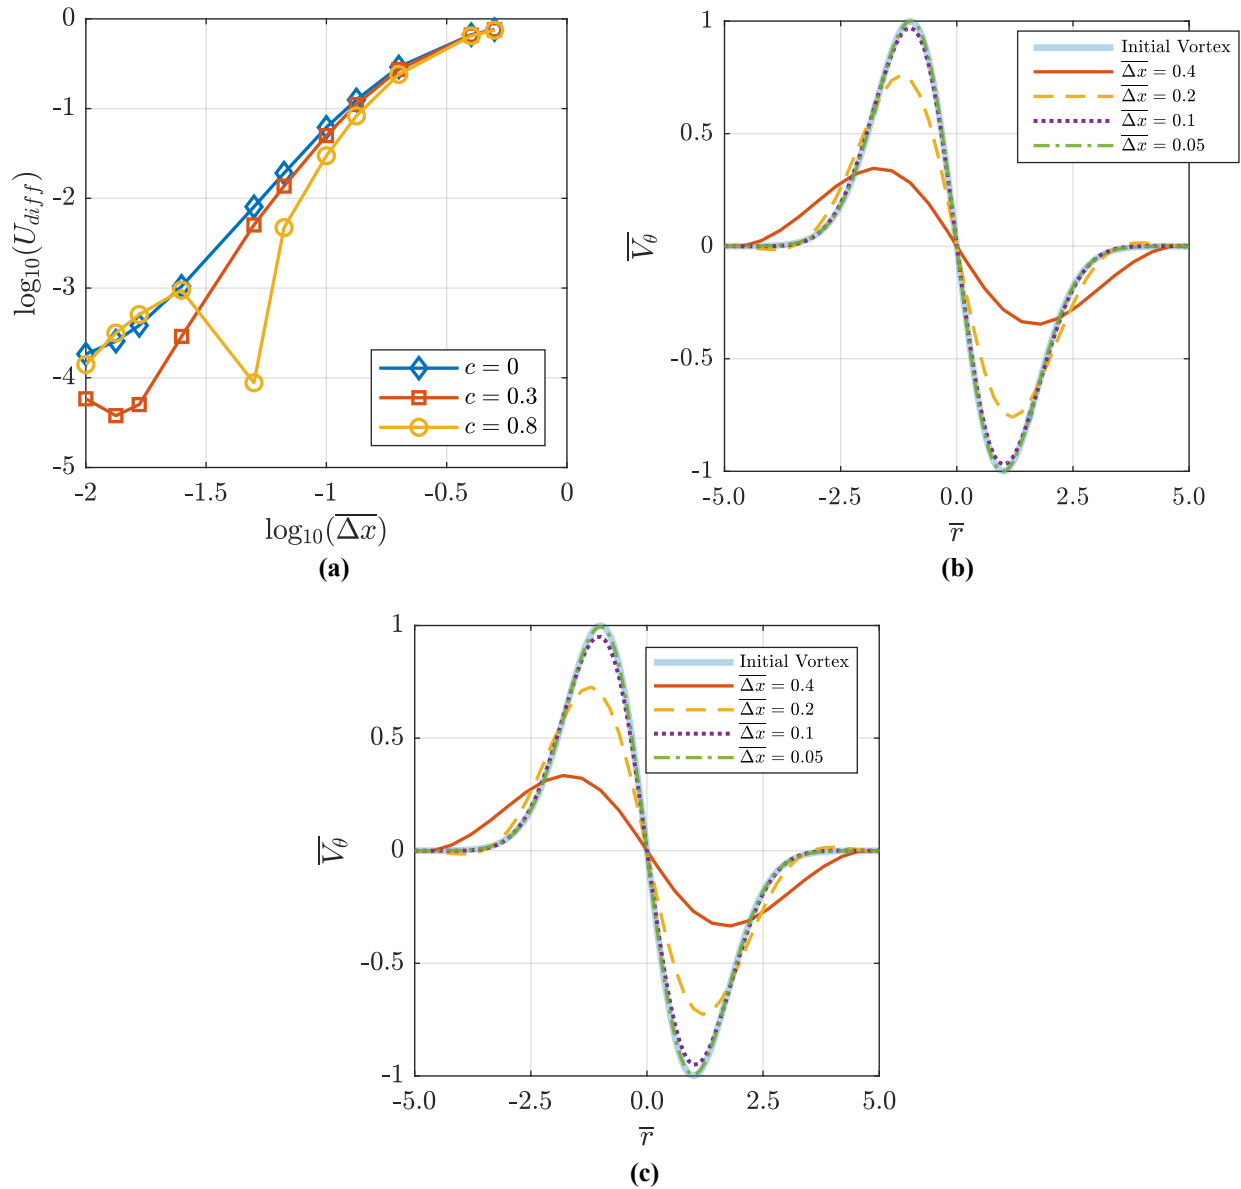 0
-1
-2
-3
-4
-5
-2 -1.5 -1 -0.5 0
log₁₀(U_diff)
log₁₀(Δx̅)
c = 0
c = 0.3
c = 0.8
(a)
1
0.5
0
-0.5
-1
-5.0 -2.5 0.0 2.5 5.0
V̅_θ
r̅
Initial Vortex
Δx̅ = 0.4
Δx̅ = 0.2
Δx̅ = 0.1
Δx̅ = 0.05
(b)
1
0.5
0
-0.5
-1
-5.0 -2.5 0.0 2.5 5.0
V̅_θ
r̅
Initial Vortex
Δx̅ = 0.4
Δx̅ = 0.2
Δx̅ = 0.1
Δx̅ = 0.05
(c)